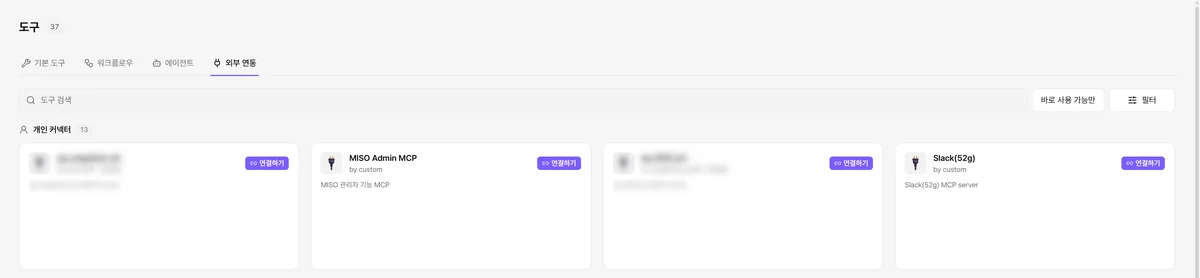 도구 37
기본 도구 워크플로우 에이전트 외부 연동
도구 검색 바로 사용 가능만 필터
개인 커넥터 13
연결하기
MISO Admin MCP 연결하기
by custom
MISO 관리자 기능 MCP
연결하기
Slack(52g) 연결하기
by custom
Slack(52g) MCP server